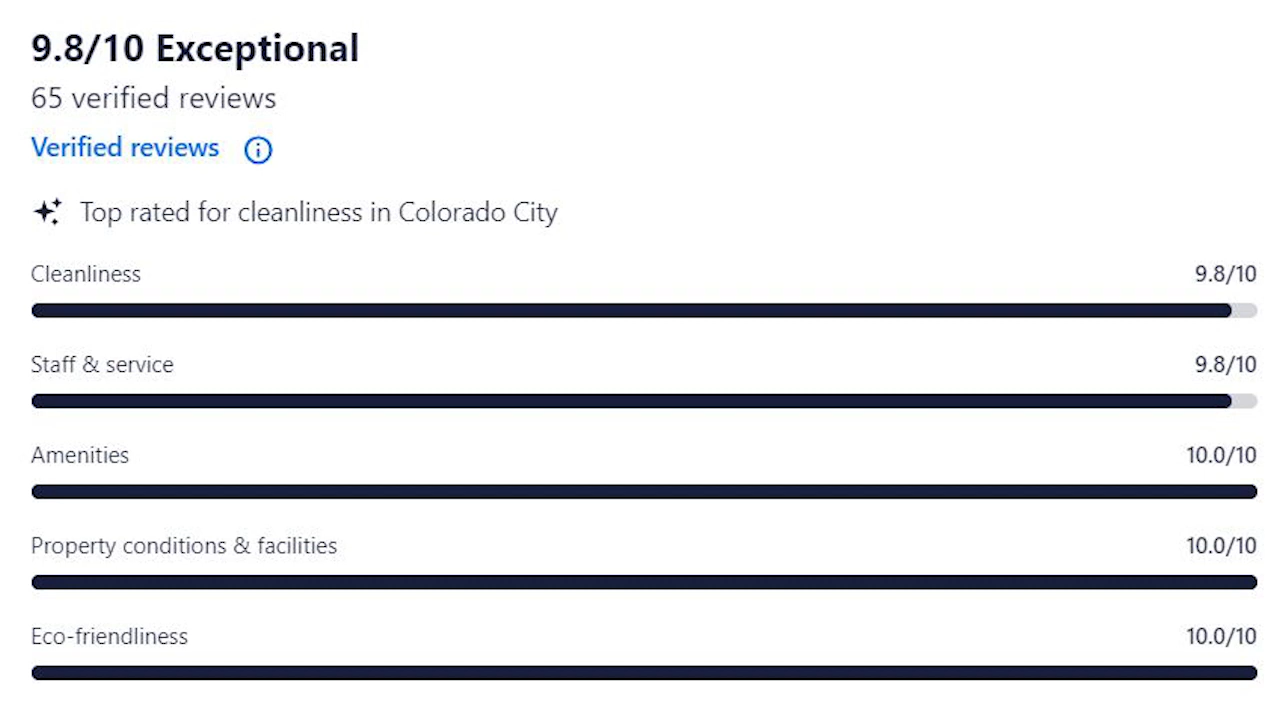 9.8/10 Exceptional
65 verified reviews
Verified reviews
Top rated for cleanliness in Colorado City
Cleanliness 9.8/10
Staff & service 9.8/10
Amenities 10.0/10
Property conditions & facilities 10.0/10
Eco-friendliness 10.0/10